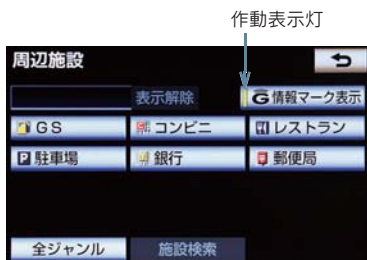 作動表示灯
周辺施設
表示解除
G情報マーク表示
GS
コンビニ
レストラン
P駐車場
銀行
郵便局
全ジャンル
施設検索